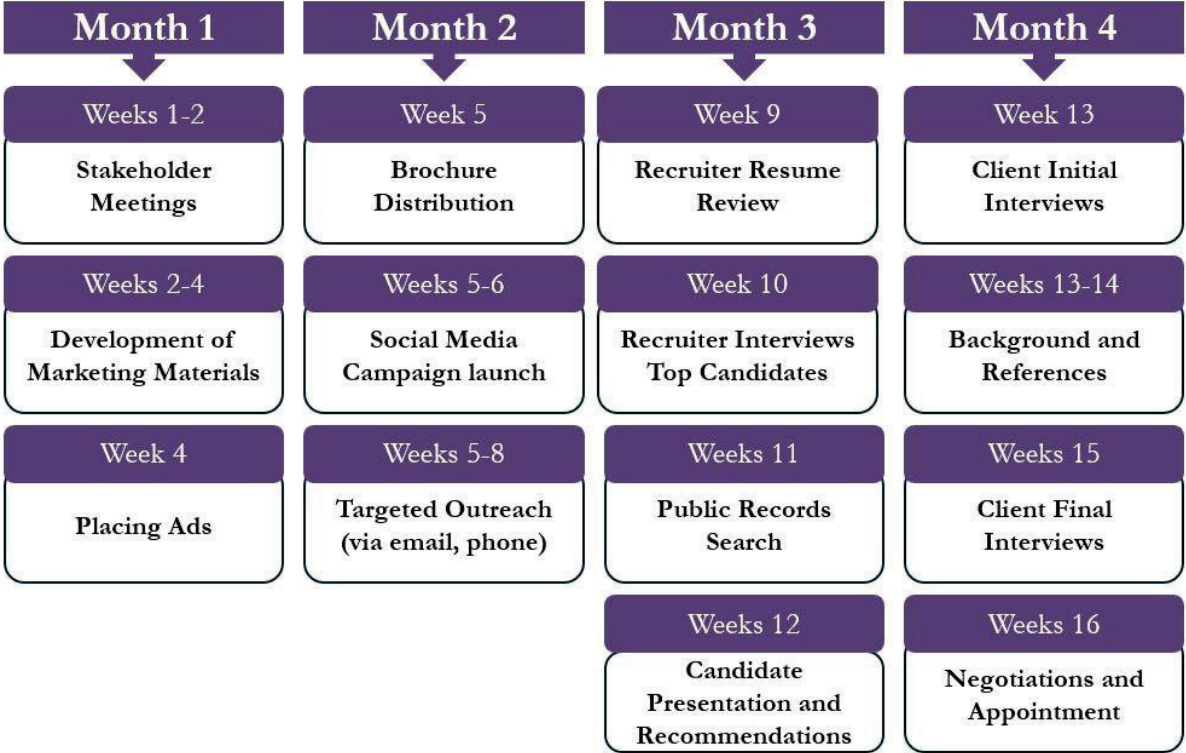 Month 1
Weeks 1-2
Stakeholder
Meetings
Weeks 2-4
Development of
Marketing Materials
Week 4
Placing Ads
Month 2
Week 5
Brochure
Distribution
Weeks 5-6
Social Media
Campaign launch
Weeks 5-8
Targeted Outreach
(via email, phone)
Month 3
Week 9
Recruiter Resume
Review
Week 10
Recruiter Interviews
Top Candidates
Weeks 11
Public Records
Search
Weeks 12
Candidate
Presentation and
Recommendations
Month 4
Week 13
Client Initial
Interviews
Weeks 13-14
Background and
References
Weeks 15
Client Final
Interviews
Weeks 16
Negotiations and
Appointment